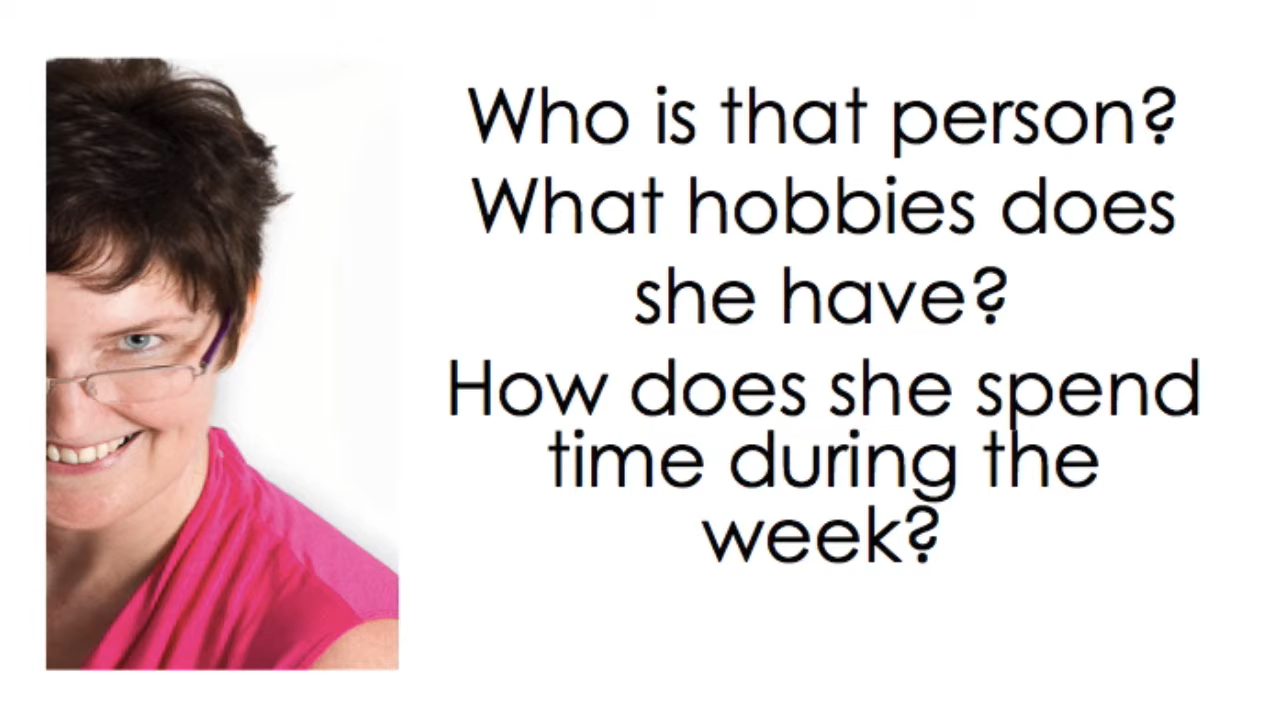 Who is that person?
What hobbies does
she have?
How does she spend
time during the
week?